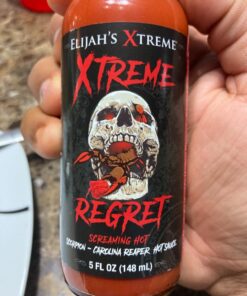 ELIJAH'S XTREME
XTREME
REGRET
SCREAMING HOT
SCORPION - CAROLINA REAPER HOT SAUCE
5 FL OZ (148 mL)